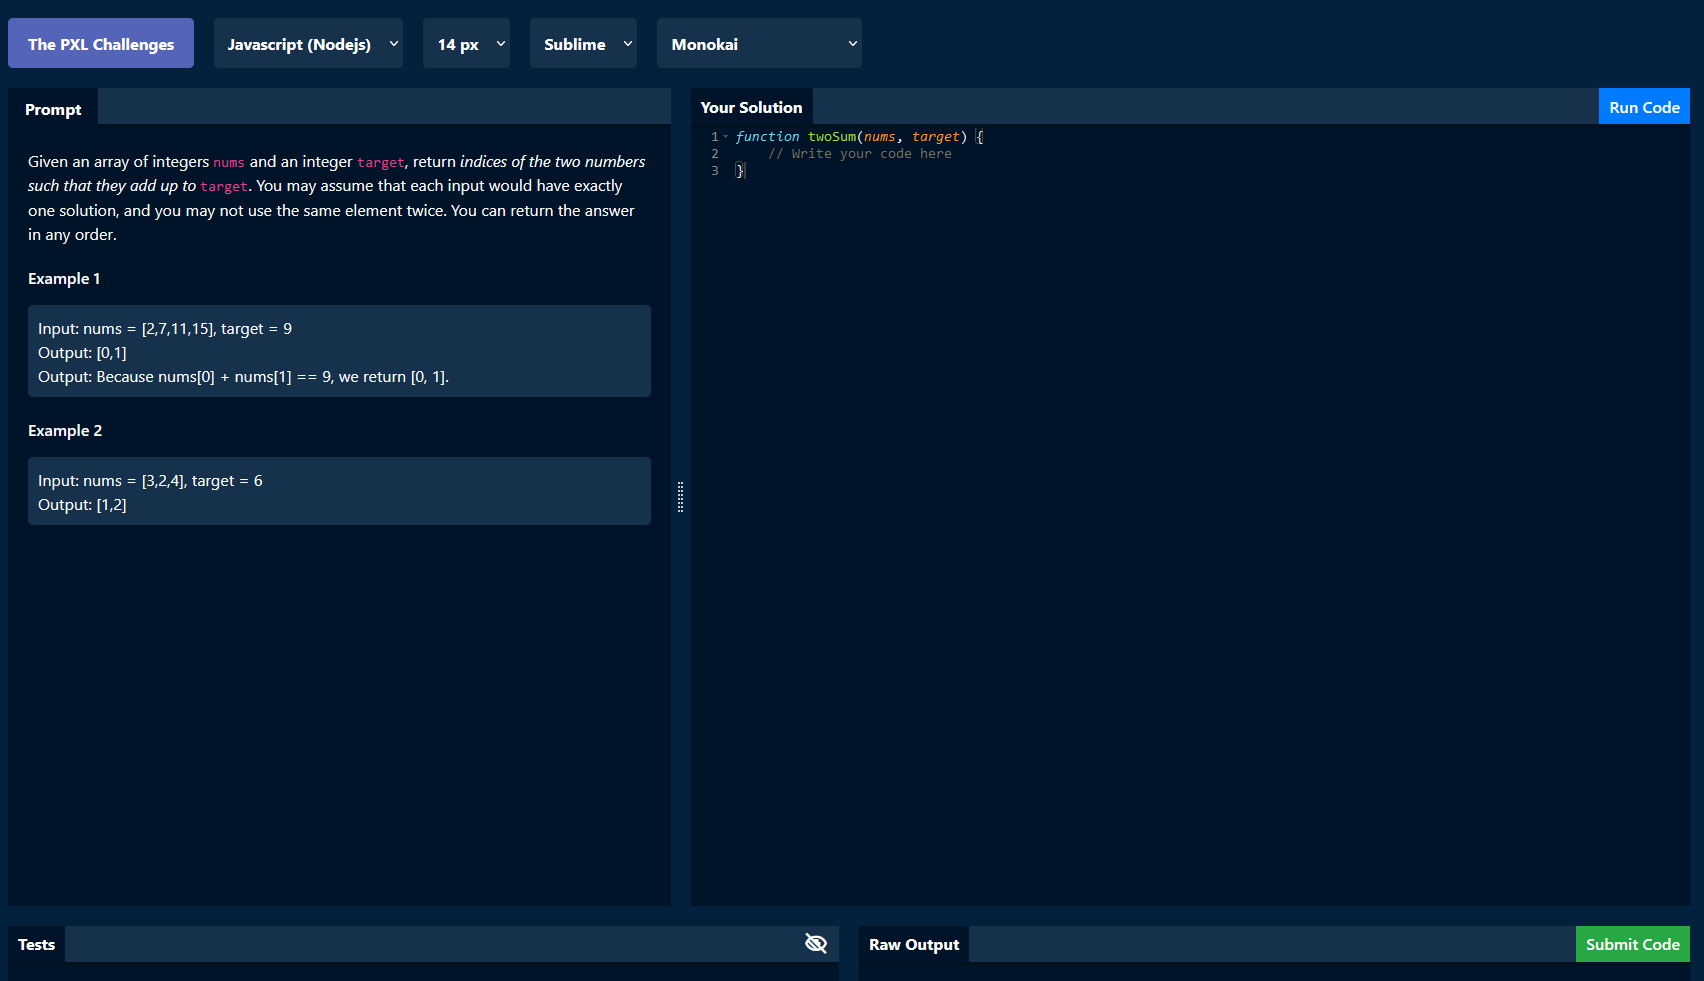 The PXL Challenges
Javascript (Nodejs)
14 px
Sublime
Monokai
Prompt
Given an array of integers nums and an integer target, return indices of the two numbers
such that they add up to target. You may assume that each input would have exactly
one solution, and you may not use the same element twice. You can return the answer
in any order.
Example 1
Input: nums = [2,7,11,15], target = 9
Output: [0,1]
Output: Because nums[0] + nums[1] == 9, we return [0, 1].
Example 2
Input: nums = [3,2,4], target = 6
Output: [1,2]
Your Solution
Run Code
1 function twoSum(nums, target) {
2 // Write your code here
3 }
Tests
Raw Output
Submit Code